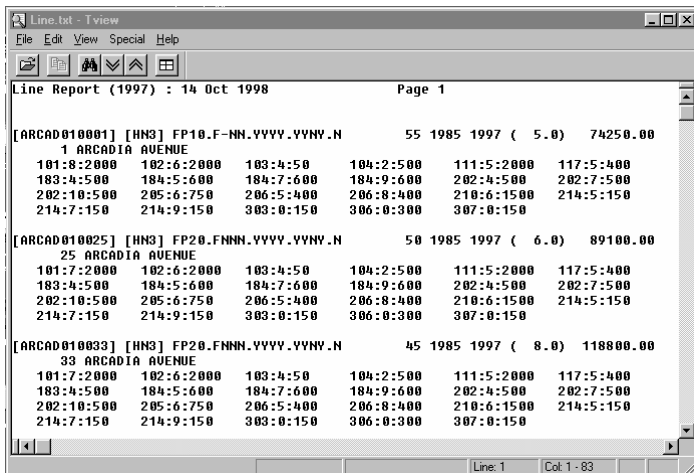 Line.txt - Tview
File Edit View Special Help
Line Report (1997) : 14 Oct 1998 Page 1
[ARCAD010001] [HN3] FP10.F-NN.YYYY.YYNY.N 55 1985 1997 ( 5.0) 74250.00
1 ARCADIA AVENUE
101:8:2000 102:6:2000 103:4:50 104:2:500 111:5:2000 117:5:400
183:4:500 184:5:600 184:7:600 184:9:600 202:4:500 202:7:500
202:10:500 205:6:750 206:5:400 206:8:400 210:6:1500 214:5:150
214:7:150 214:9:150 303:0:150 306:0:300 307:0:150
[ARCAD010025] [HN3] FP20.FNNN.YYYY.YYNY.N 50 1985 1997 ( 6.0) 89100.00
25 ARCADIA AVENUE
101:7:2000 102:6:2000 103:4:50 104:2:500 111:5:2000 117:5:400
183:4:500 184:5:600 184:7:600 184:9:600 202:4:500 202:7:500
202:10:500 205:6:750 206:5:400 206:8:400 210:6:1500 214:5:150
214:7:150 214:9:150 303:0:150 306:0:300 307:0:150
[ARCAD010033] [HN3] FP20.FNNN.YYYY.YYNY.N 45 1985 1997 ( 8.0) 118800.00
33 ARCADIA AVENUE
101:7:2000 102:6:2000 103:4:50 104:2:500 111:5:2000 117:5:400
183:4:500 184:5:600 184:7:600 184:9:600 202:4:500 202:7:500
202:10:500 205:6:750 206:5:400 206:8:400 210:6:1500 214:5:150
214:7:150 214:9:150 303:0:150 306:0:300 307:0:150
Line: 1 Col: 1 - 83